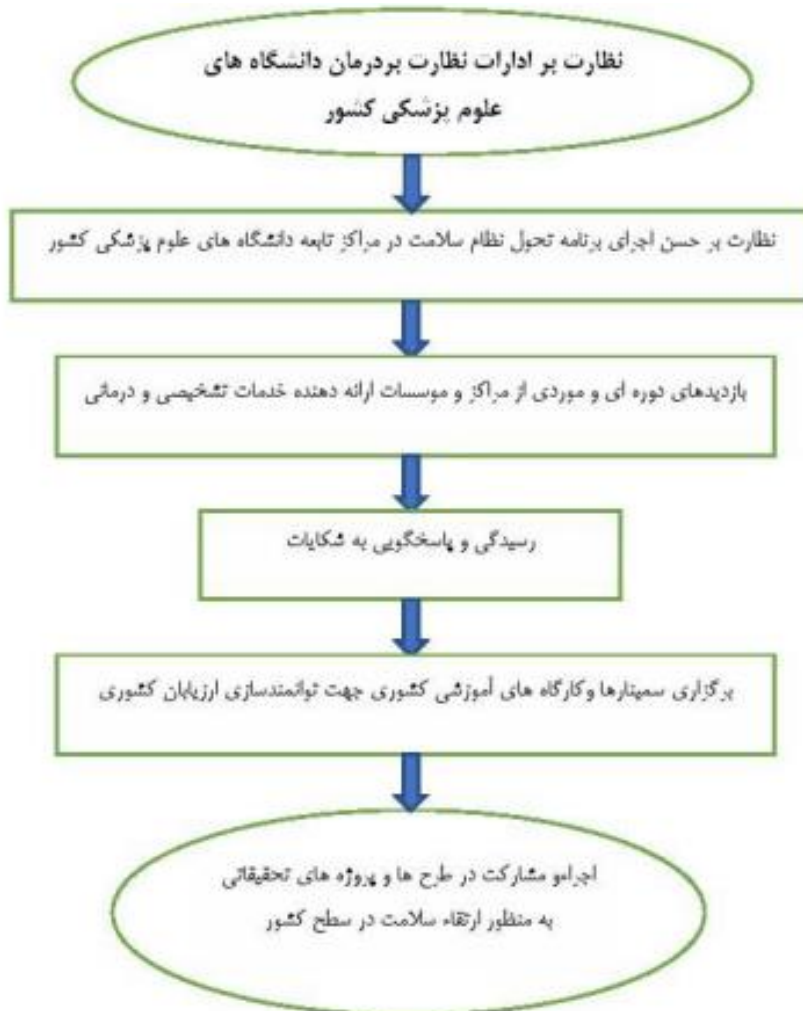 نظارت بر ادارات نظارت بردرمان دانشگاه های
علوم پزشکی کشور
نظارت بر حسن اجرای برنامه تحول نظام سلامت در مراکز تابعه دانشگاه های علوم پزشکی کشور
بازدیدهای دوره ای و موردی از مراکز و موسسات ارائه دهنده خدمات تشخیصی و درمانی
رسیدگی و پاسخگویی به شکایات
برگزاری سمینارها وکارگاه های آموزشی کشوری جهت توانمندسازی ارزیابان کشوری
اجراءو مشارکت در طرح ها و پروژه های تحقیقاتی
به منظور ارتقاء سلامت در سطح کشور